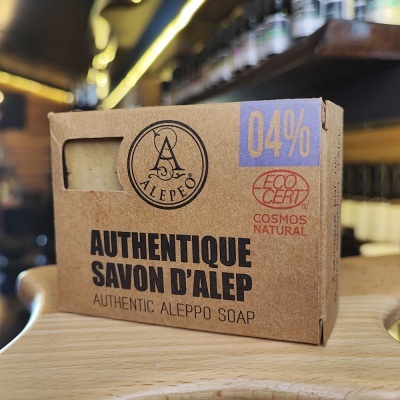 04%
A
ALEPEO®
ECO
CERT®
COSMOS
NATURAL
AUTHENTIQUE
SAVON D'ALEP
AUTHENTIC ALEPPO SOAP